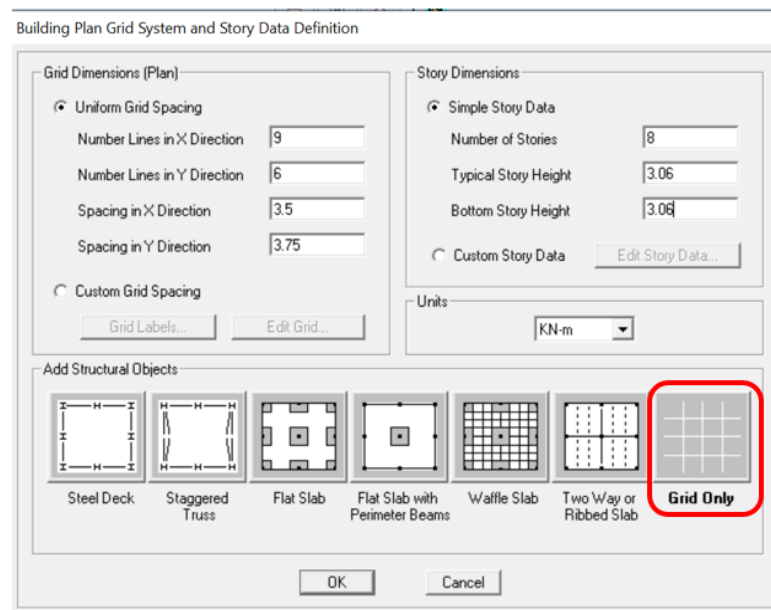 Building Plan Grid System and Story Data Definition
Grid Dimensions (Plan)
Uniform Grid Spacing
Number Lines in X Direction 9
Number Lines in Y Direction 6
Spacing in X Direction 3.5
Spacing in Y Direction 3.75
Custom Grid Spacing
Grid Labels... Edit Grid...
Story Dimensions
Simple Story Data
Number of Stories 8
Typical Story Height 3.06
Bottom Story Height 3.06
Custom Story Data Edit Story Data...
Units
KN-m
Add Structural Objects
Steel Deck
Staggered
Truss
Flat Slab
Flat Slab with
Perimeter Beams
Waffle Slab
Two Way or
Ribbed Slab
Grid Only
OK Cancel